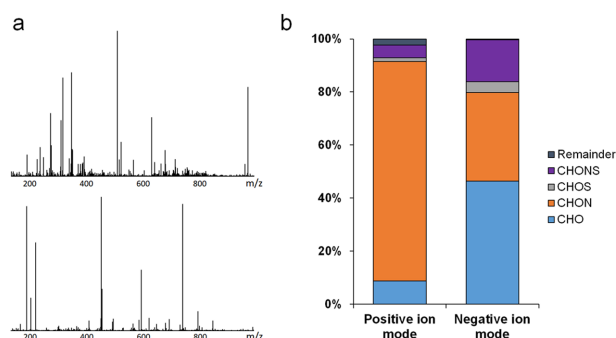 a
200 400 600 800 m/z
200 400 600 800 m/z
b
100%
80%
60%
40%
20%
0%
Positive ion mode
Negative ion mode
Remainder
CHONS
CHOS
CHON
CHO